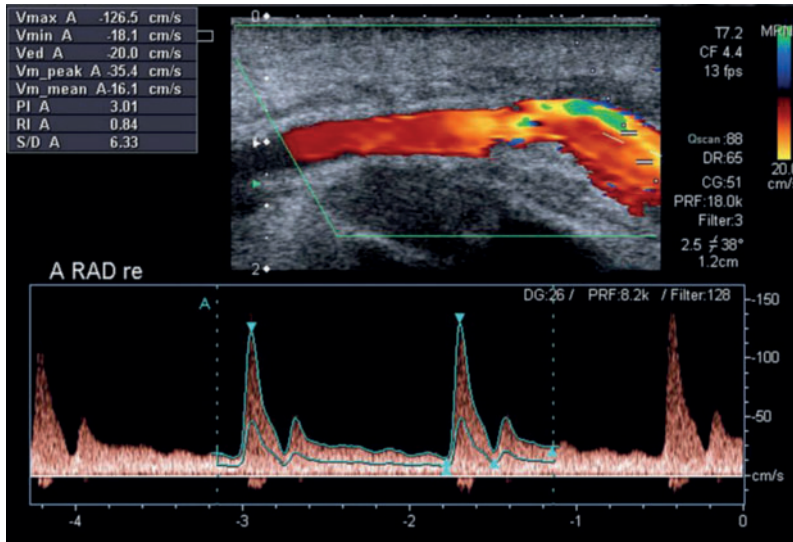 Vmax A -126.5 cm/s
Vmin A -18.1 cm/s
Ved A -20.0 cm/s
Vm_peak A -35.4 cm/s
Vm_mean A-16.1 cm/s
PI A 3.01
RI A 0.84
S/D A 6.33
0
2
T7.2
CF 4.4
13 fps
Qscan :88
DR:65
CG:51
PRF:18.0k
Filter:3
2.5 38°
1.2cm
20.0
cm/s
A RAD re
A
DG:26 / PRF:8.2k / Filter:128
-150
-100
-50
-cm/s
-4 -3 -2 -1 0